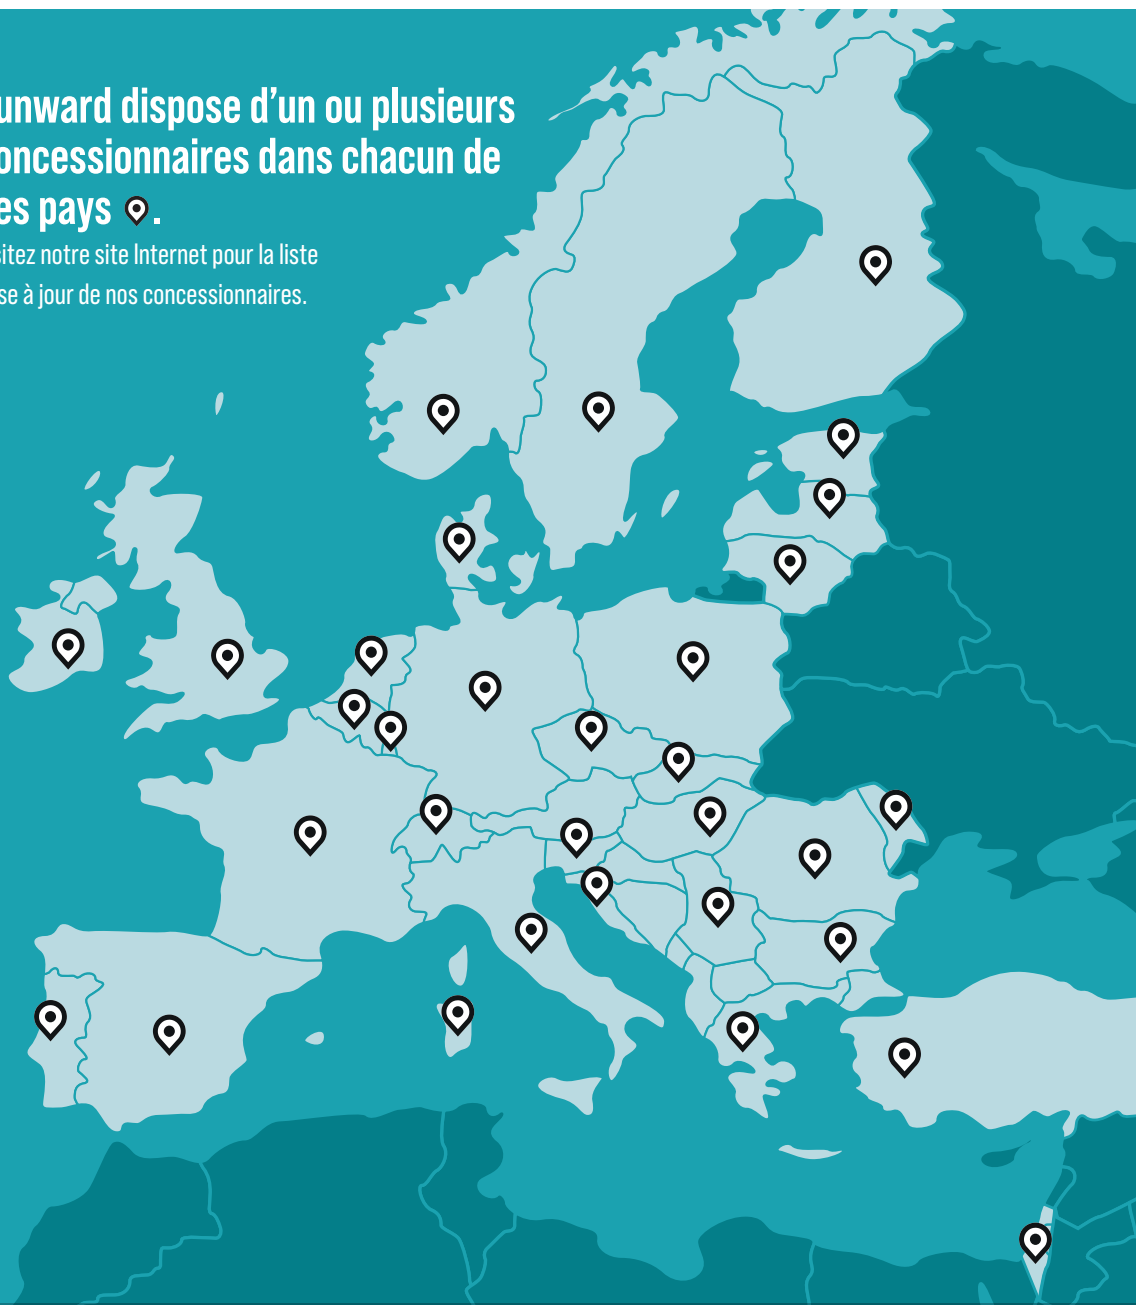 unward dispose d’un ou plusieurs
oncessionnaires dans chacun de
es pays .
sitez notre site Internet pour la liste
se à jour de nos concessionnaires.